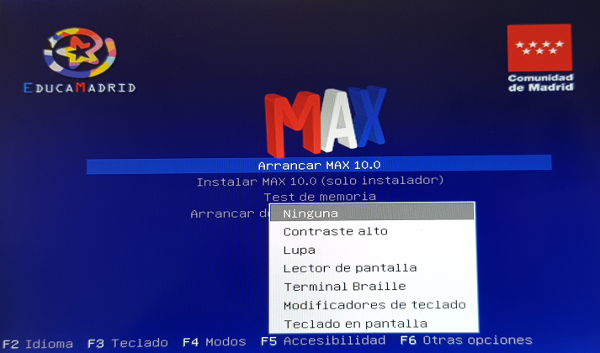 EDUCAMADRID
Comunidad
de Madrid
MAX
Arrancar MAX 10.0
Instalar MAX 10.0 (solo instalador)
Test de memoria
Arrancar de
Ninguna
Contraste alto
Lupa
Lector de pantalla
Terminal Braille
Modificadores de teclado
Teclado en pantalla
F2 Idioma F3 Teclado F4 Modos F5 Accesibilidad F6 Otras opciones